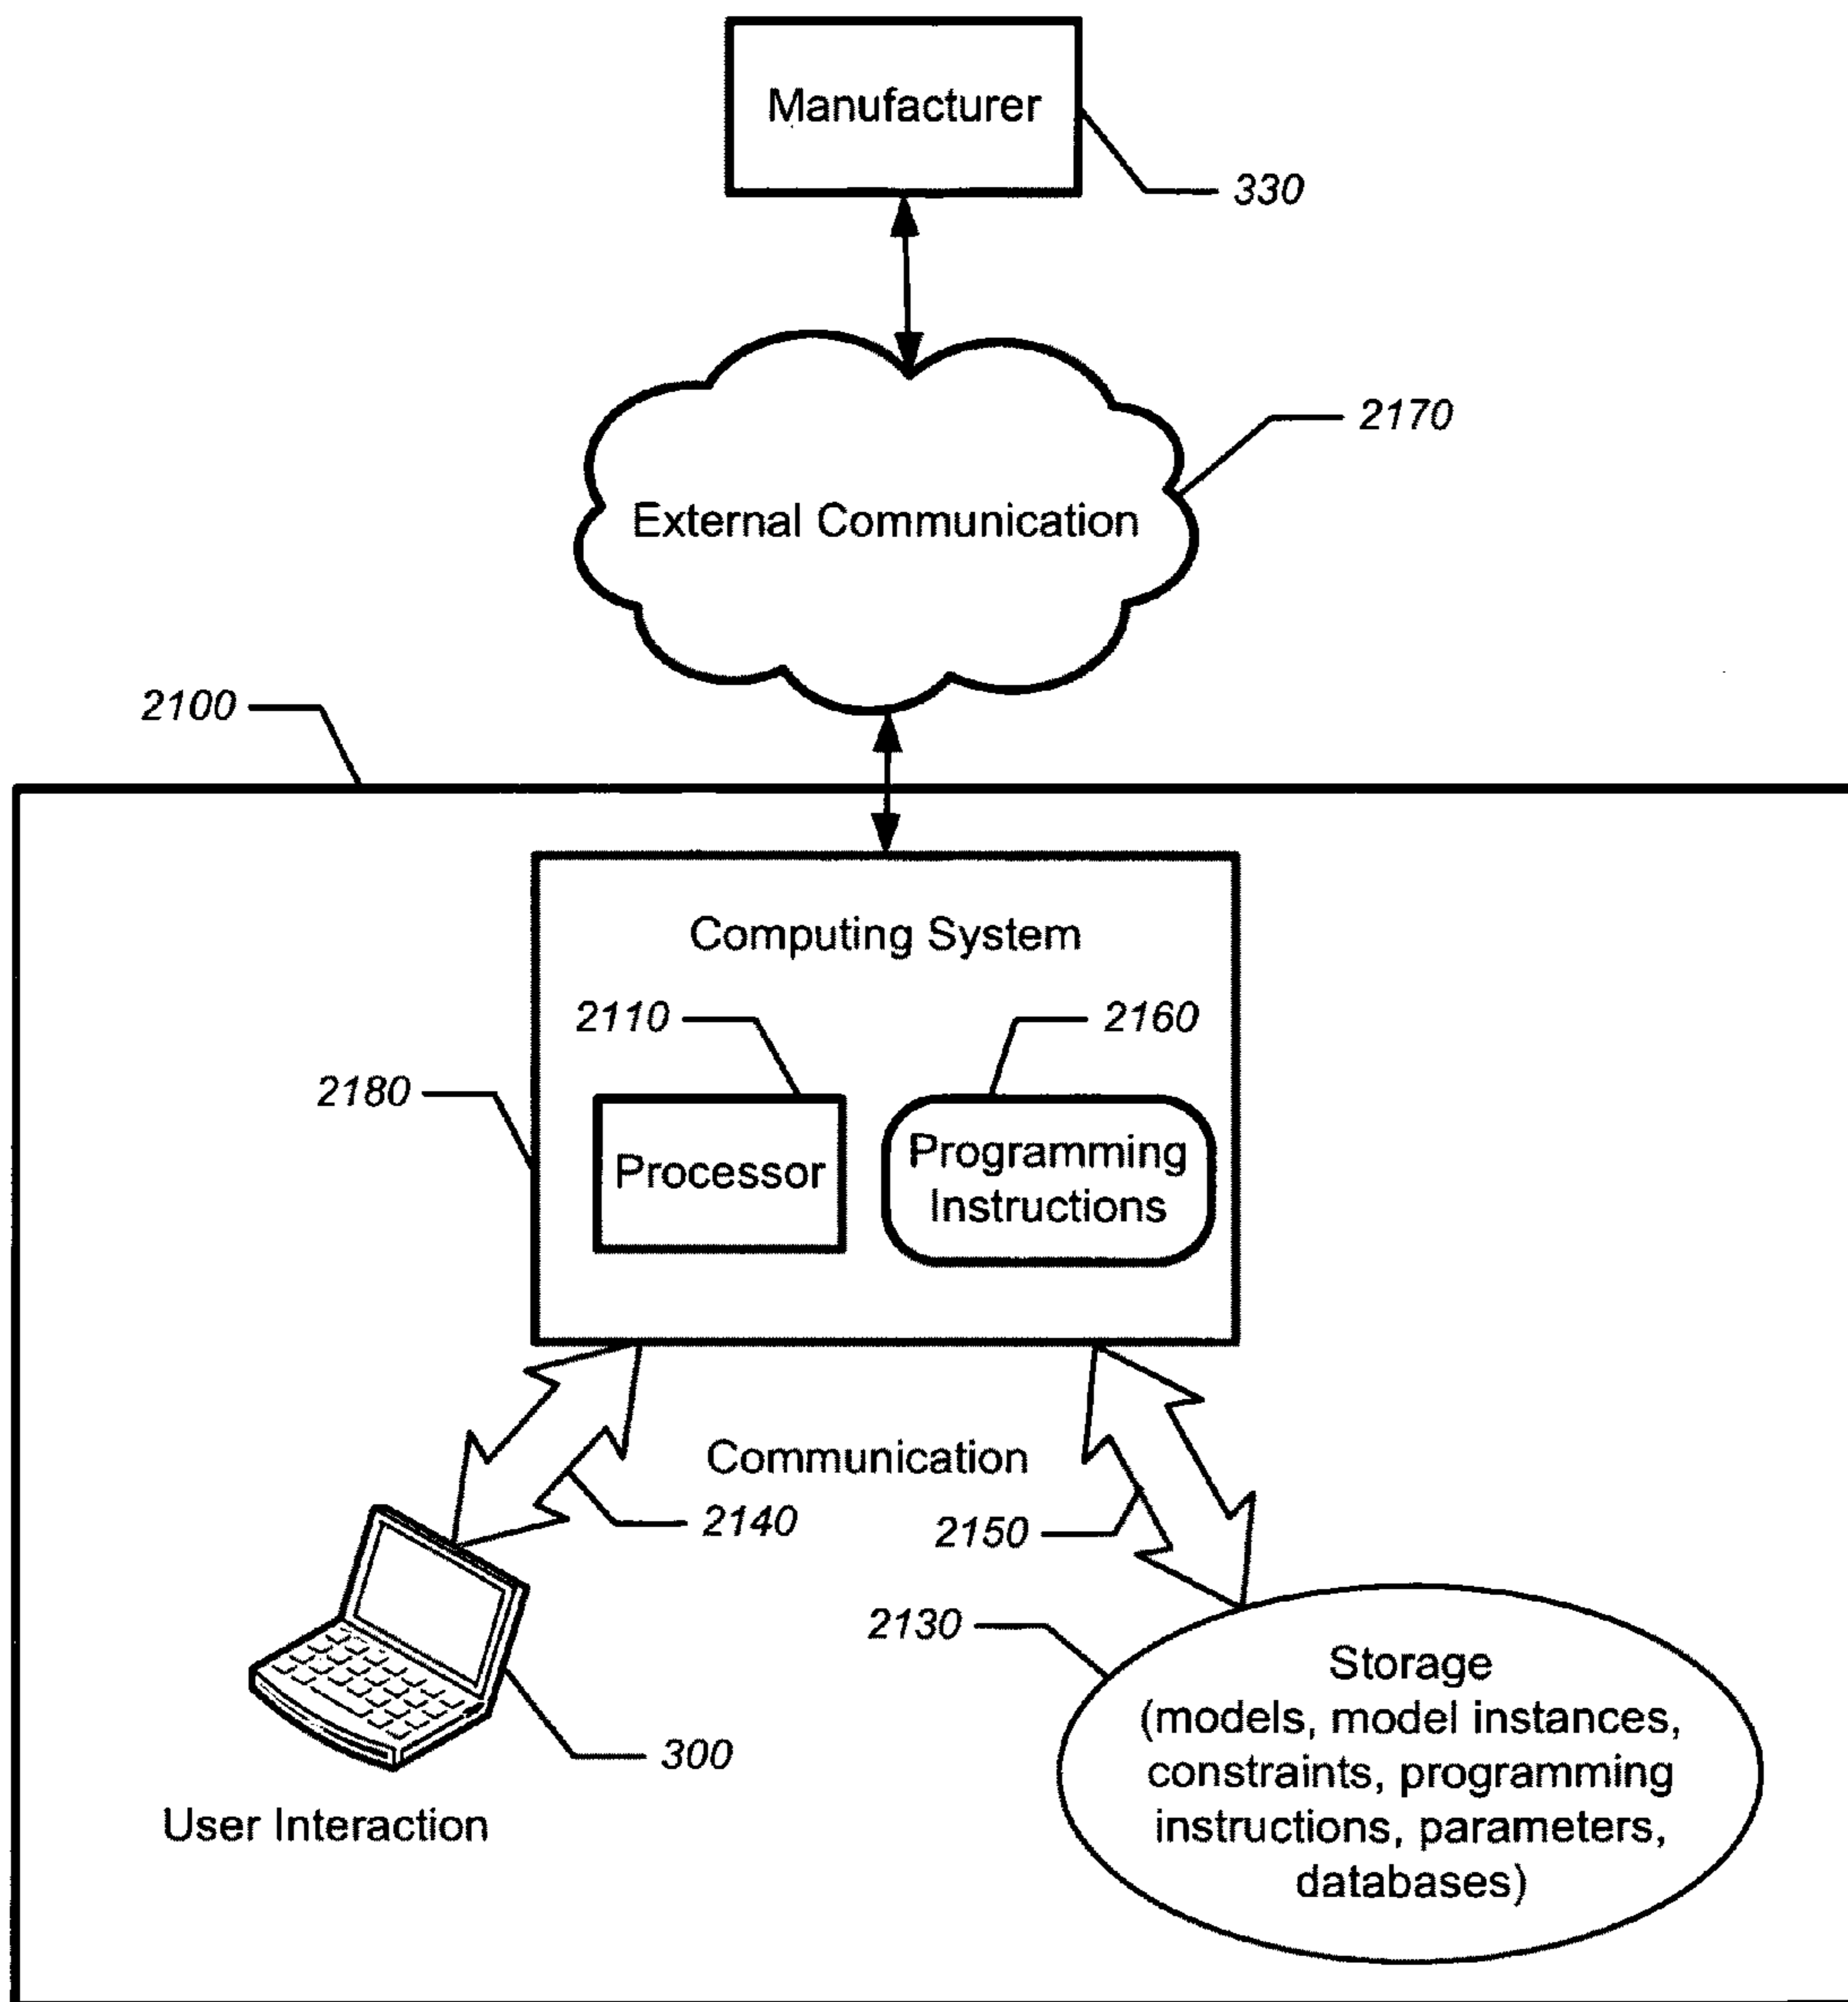 Manufacturer
330
2170
External Communication
2100
Computing System
2110
2160
2180
Processor
Programming
Instructions
Communication
2140
2150
2130
Storage
(models, model instances,
constraints, programming
instructions, parameters,
databases)
300
User Interaction